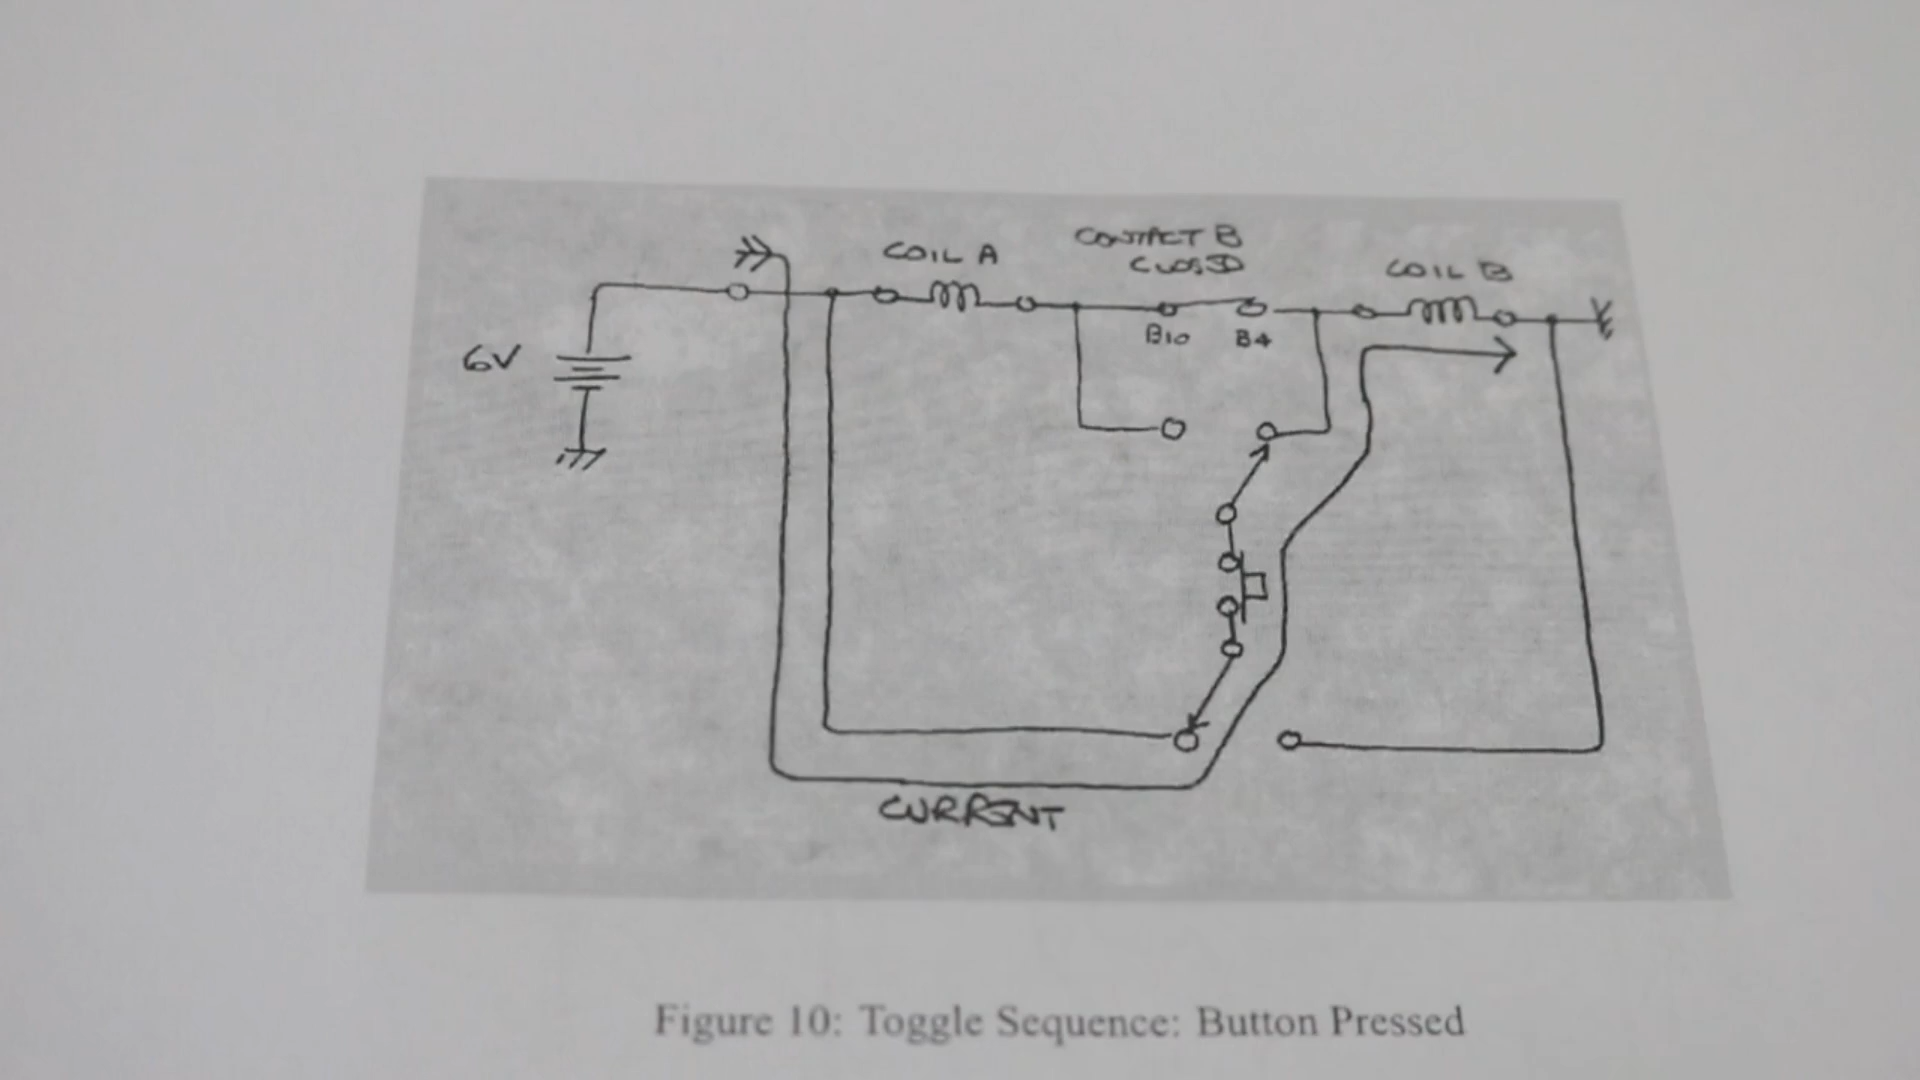 COIL A
CONTACT B
CLOSED
COIL B
6V
B10
B4
CURRENT
Figure 10: Toggle Sequence: Button Pressed